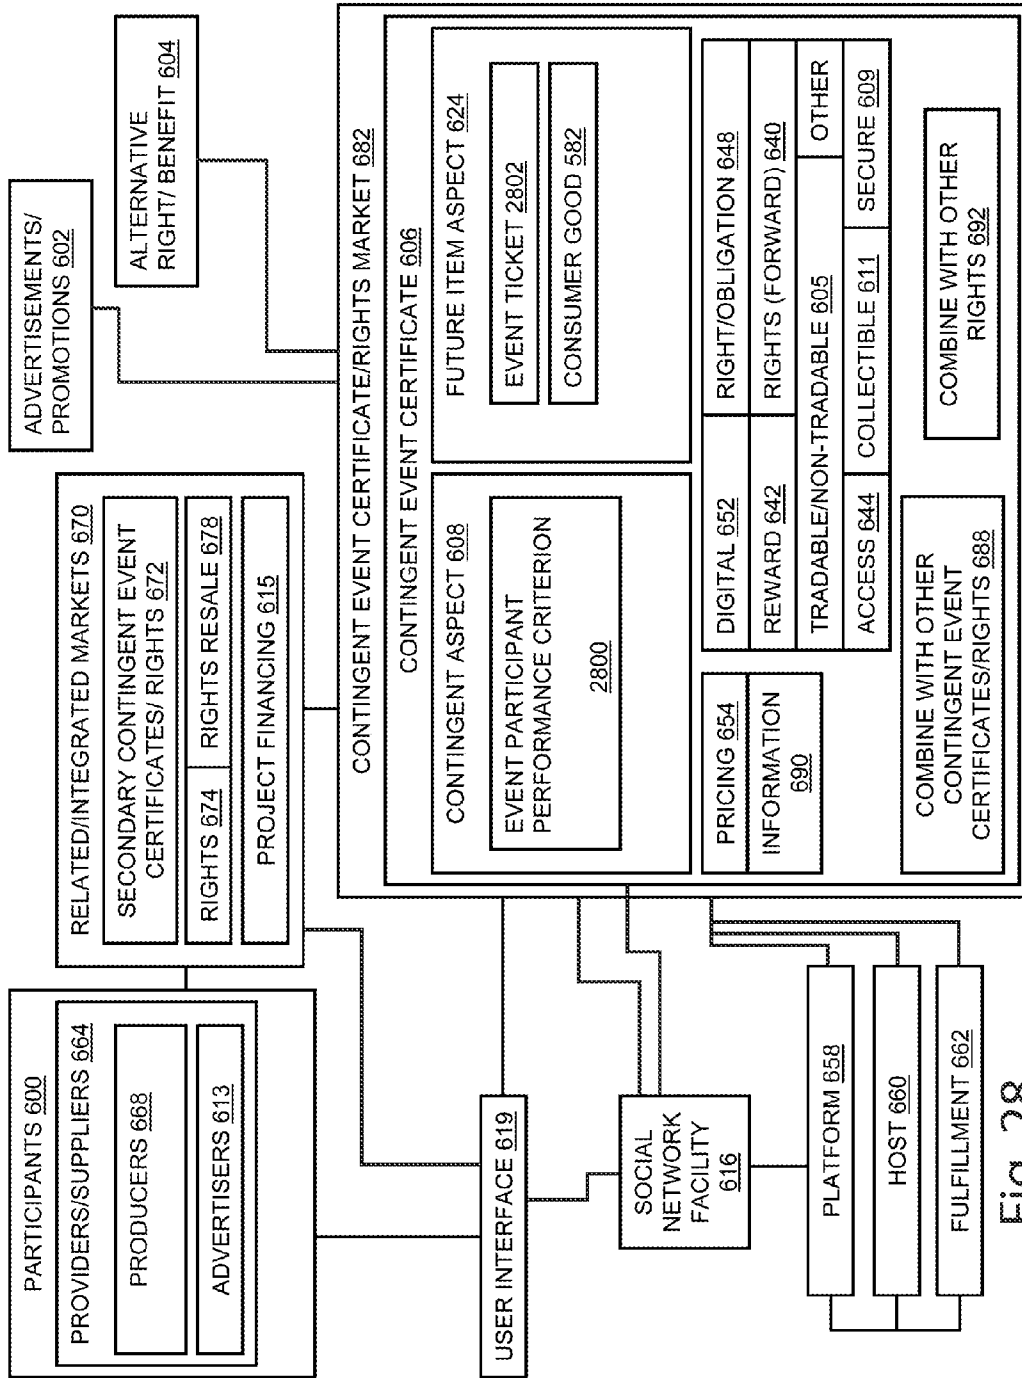 PARTICIPANTS 600
PROVIDERS/SUPPLIERS 664
PRODUCERS 668
ADVERTISERS 613
RELATED/INTEGRATED MARKETS 670
SECONDARY CONTINGENT EVENT
CERTIFICATES/ RIGHTS 672
RIGHTS 674
RIGHTS RESALE 678
PROJECT FINANCING 615
ADVERTISEMENTS/
PROMOTIONS 602
ALTERNATIVE
RIGHT/ BENEFIT 604
USER INTERFACE 619
SOCIAL
NETWORK
FACILITY
616
PLATFORM 658
HOST 660
FULFILLMENT 662
CONTINGENT EVENT CERTIFICATE/RIGHTS MARKET 682
CONTINGENT EVENT CERTIFICATE 606
CONTINGENT ASPECT 608
EVENT PARTICIPANT
PERFORMANCE CRITERION
2800
FUTURE ITEM ASPECT 624
EVENT TICKET 2802
CONSUMER GOOD 582
PRICING 654
INFORMATION
690
DIGITAL 652
RIGHT/OBLIGATION 648
REWARD 642
RIGHTS (FORWARD) 640
TRADABLE/NON-TRADABLE 605
OTHER
ACCESS 644
COLLECTIBLE 611
SECURE 609
COMBINE WITH OTHER
CONTINGENT EVENT
CERTIFICATES/RIGHTS 688
COMBINE WITH OTHER
RIGHTS 692
Fig. 28